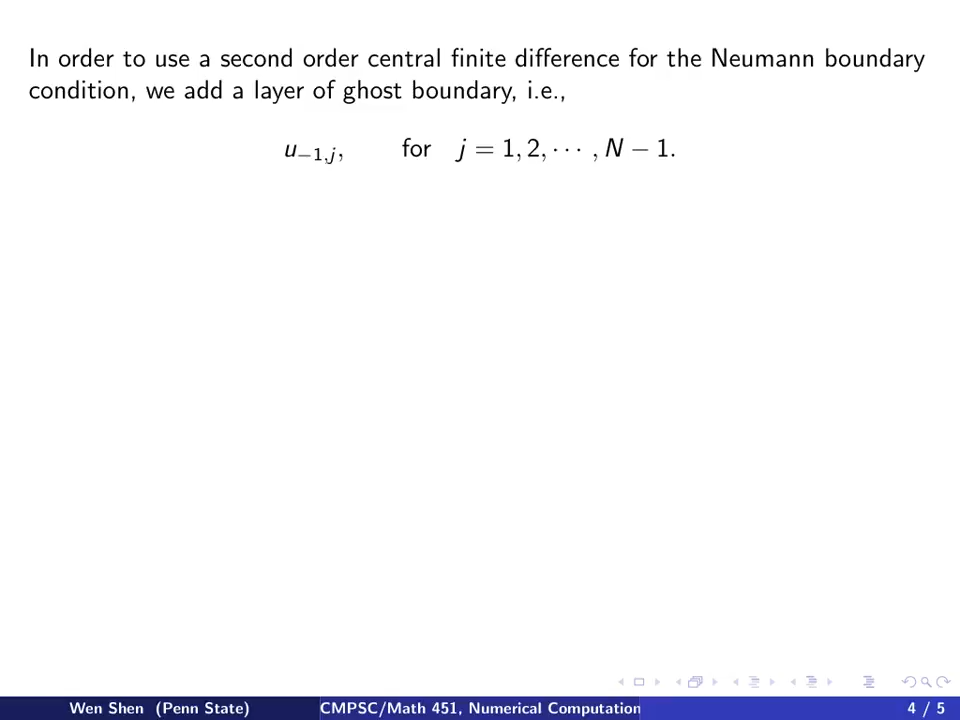 In order to use a second order central finite difference for the Neumann boundary
condition, we add a layer of ghost boundary, i.e.,
u₋₁,ⱼ, for j = 1, 2, ⋯ , N − 1.
Wen Shen (Penn State) CMPSC/Math 451, Numerical Computation 4 / 5